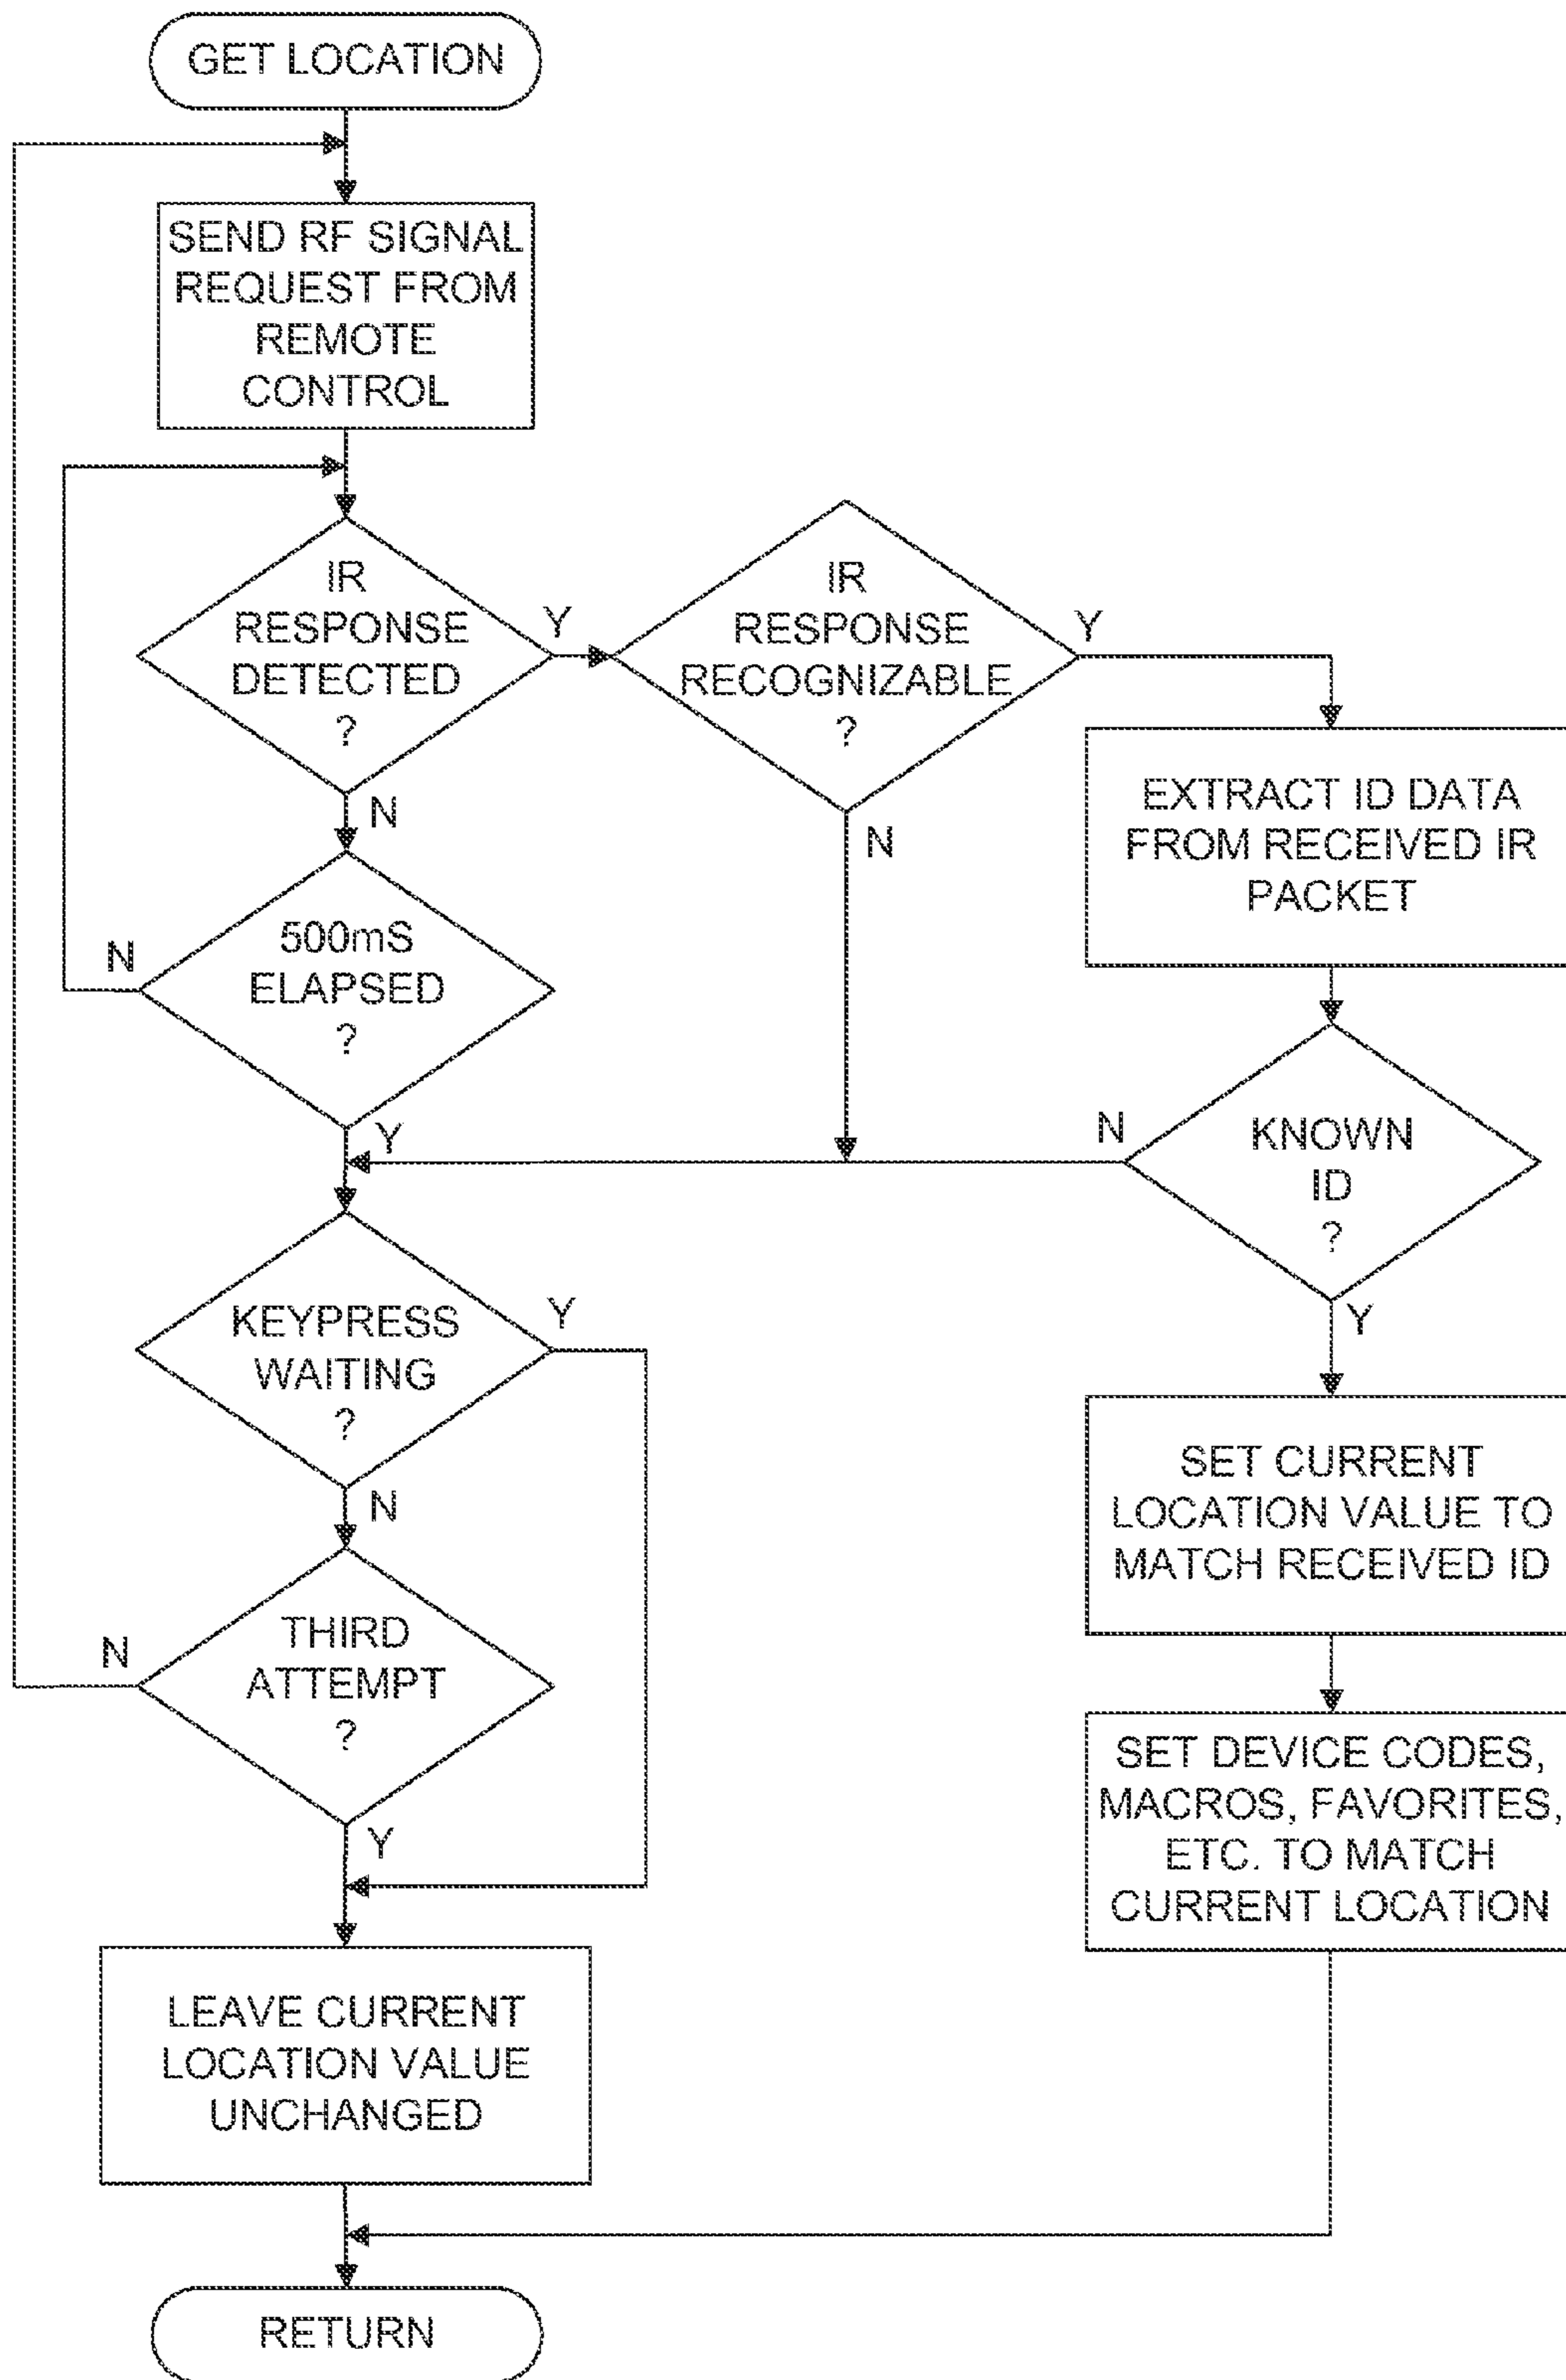 GET LOCATION
SEND RF SIGNAL
REQUEST FROM
REMOTE
CONTROL
IR
RESPONSE
DETECTED
?
Y
N
IR
RESPONSE
RECOGNIZABLE
?
Y
N
EXTRACT ID DATA
FROM RECEIVED IR
PACKET
500mS
ELAPSED
?
N
Y
KNOWN
ID
?
N
Y
KEYPRESS
WAITING
?
Y
N
SET CURRENT
LOCATION VALUE TO
MATCH RECEIVED ID
THIRD
ATTEMPT
?
N
Y
SET DEVICE CODES,
MACROS, FAVORITES,
ETC. TO MATCH
CURRENT LOCATION
LEAVE CURRENT
LOCATION VALUE
UNCHANGED
RETURN